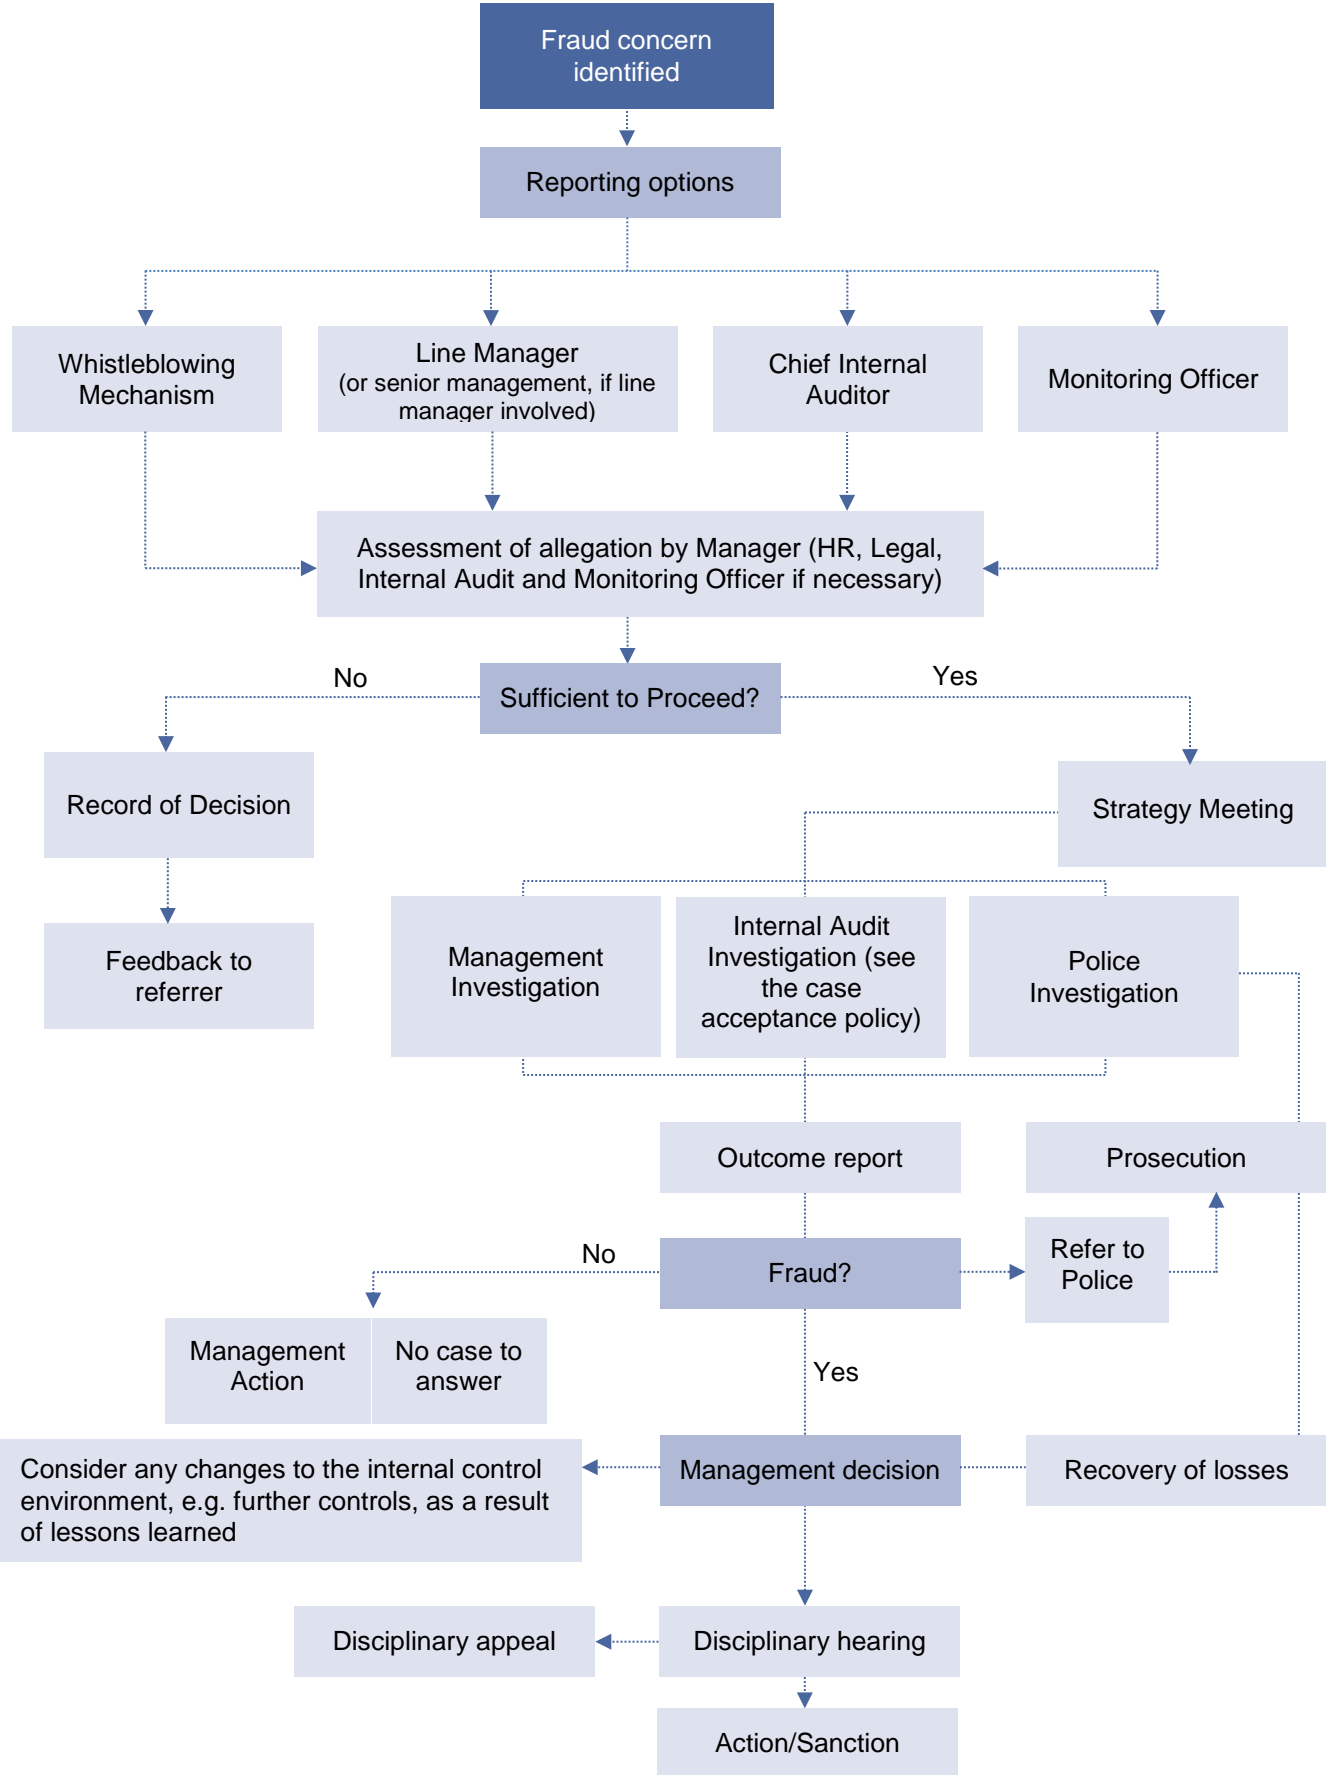 Fraud concern
identified
Reporting options
Whistleblowing
Mechanism
Line Manager
(or senior management, if line
manager involved)
Chief Internal
Auditor
Monitoring Officer
Assessment of allegation by Manager (HR, Legal,
Internal Audit and Monitoring Officer if necessary)
No
Sufficient to Proceed?
Yes
Record of Decision
Strategy Meeting
Feedback to
referrer
Management
Investigation
Internal Audit
Investigation (see
the case
acceptance policy)
Police
Investigation
Outcome report
Prosecution
No
Fraud?
Refer to
Police
Management
Action
No case to
answer
Yes
Consider any changes to the internal control
environment, e.g. further controls, as a result
of lessons learned
Management decision
Recovery of losses
Disciplinary appeal
Disciplinary hearing
Action/Sanction